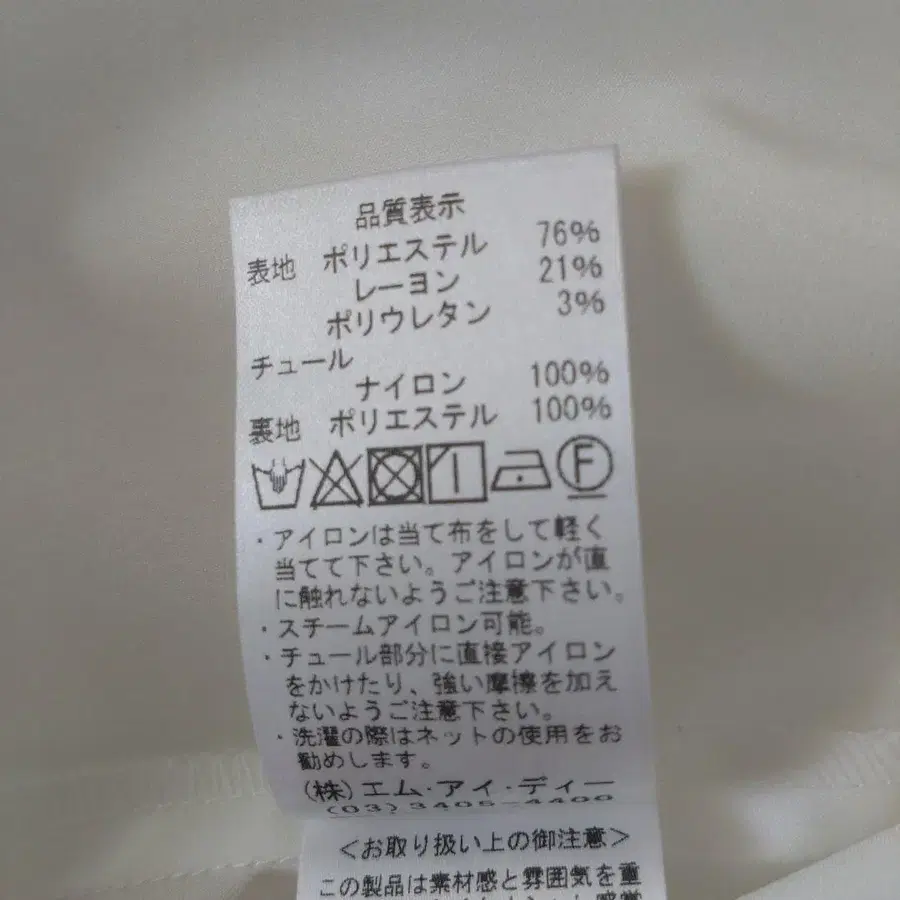 品質表示
表地 ポリエステル 76%
レーヨン 21%
ポリウレタン 3%
チュール
ナイロン 100%
裏地 ポリエステル 100%
F
・アイロンは当て布をして軽く
当てて下さい。アイロンが直
に触れないようご注意下さい。
・スチームアイロン可能。
・チュール部分に直接アイロン
をかけたり、強い摩擦を加え
ないようご注意下さい。
・洗濯の際はネットの使用をお
勧めします。
(株)エム・アイ・ディー
(03)3405-4400
<お取り扱い上の御注意>
この製品は素材感と雰囲気を重